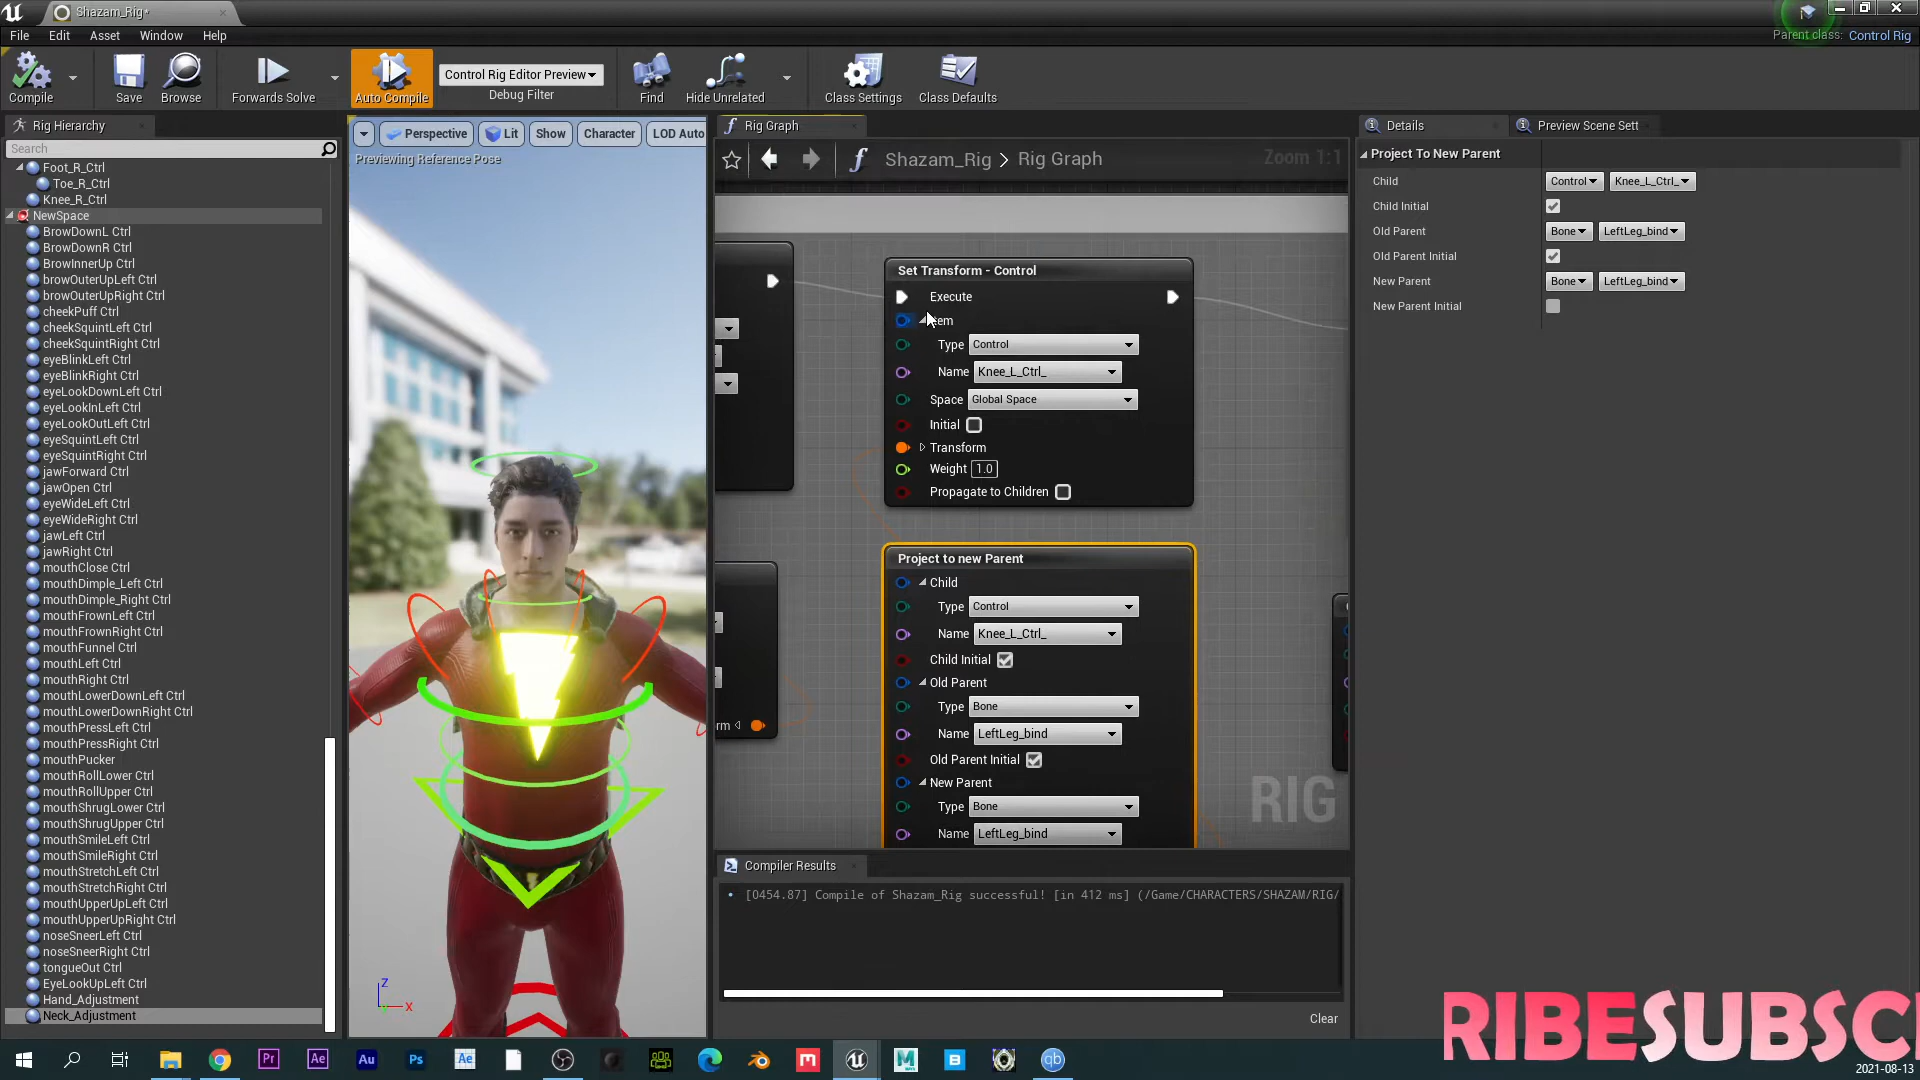 Shazam_Rig*
File Edit Asset Window Help
Parent class: Control Rig
Compile Save Browse Forwards Solve Auto Compile
Control Rig Editor Preview
Debug Filter
Find Hide Unrelated Class Settings Class Defaults
Rig Hierarchy
Search
Foot_R_Ctrl
Toe_R_Ctrl
Knee_R_Ctrl
NewSpace
BrowDownL Ctrl
BrowDownR Ctrl
BrowInnerUp Ctrl
browOuterUpLeft Ctrl
browOuterUpRight Ctrl
cheekPuff Ctrl
cheekSquintLeft Ctrl
cheekSquintRight Ctrl
eyeBlinkLeft Ctrl
eyeBlinkRight Ctrl
eyeLookDownLeft Ctrl
eyeLookInLeft Ctrl
eyeLookOutLeft Ctrl
eyeSquintLeft Ctrl
eyeSquintRight Ctrl
jawForward Ctrl
jawOpen Ctrl
eyeWideLeft Ctrl
eyeWideRight Ctrl
jawLeft Ctrl
jawRight Ctrl
mouthClose Ctrl
mouthDimple_Left Ctrl
mouthDimple_Right Ctrl
mouthFrownLeft Ctrl
mouthFrownRight Ctrl
mouthFunnel Ctrl
mouthLeft Ctrl
mouthRight Ctrl
mouthLowerDownLeft Ctrl
mouthLowerDownRight Ctrl
mouthPressLeft Ctrl
mouthPressRight Ctrl
mouthPucker
mouthRollLower Ctrl
mouthRollUpper Ctrl
mouthShrugLower Ctrl
mouthShrugUpper Ctrl
mouthSmileLeft Ctrl
mouthSmileRight Ctrl
mouthStretchLeft Ctrl
mouthStretchRight Ctrl
mouthUpperUpLeft Ctrl
mouthUpperUpRight Ctrl
noseSneerLeft Ctrl
noseSneerRight Ctrl
tongueOut Ctrl
EyeLookUpLeft Ctrl
Hand_Adjustment
Neck_Adjustment
Perspective Lit Show Character LOD Auto
Previewing Reference Pose
Z
X
Rig Graph
Shazam_Rig > Rig Graph
Zoom 1:1
Set Transform - Control
Execute
Item
Type Control
Name Knee_L_Ctrl_
Space Global Space
Initial
Transform
Weight 1.0
Propagate to Children
Project to new Parent
Child
Type Control
Name Knee_L_Ctrl_
Child Initial
Old Parent
Type Bone
Name LeftLeg_bind
Old Parent Initial
New Parent
Type Bone
Name LeftLeg_bind
rm
RIG
Compiler Results
[0454.87] Compile of Shazam_Rig successful! [in 412 ms] (/Game/CHARACTERS/SHAZAM/RIG/
Clear
Details
Preview Scene Sett
Project To New Parent
Child Control Knee_L_Ctrl_
Child Initial
Old Parent Bone LeftLeg_bind
Old Parent Initial
New Parent Bone LeftLeg_bind
New Parent Initial
RIBESUBSC
Pr Ae Au Ps Ae M B qb
2021-08-13